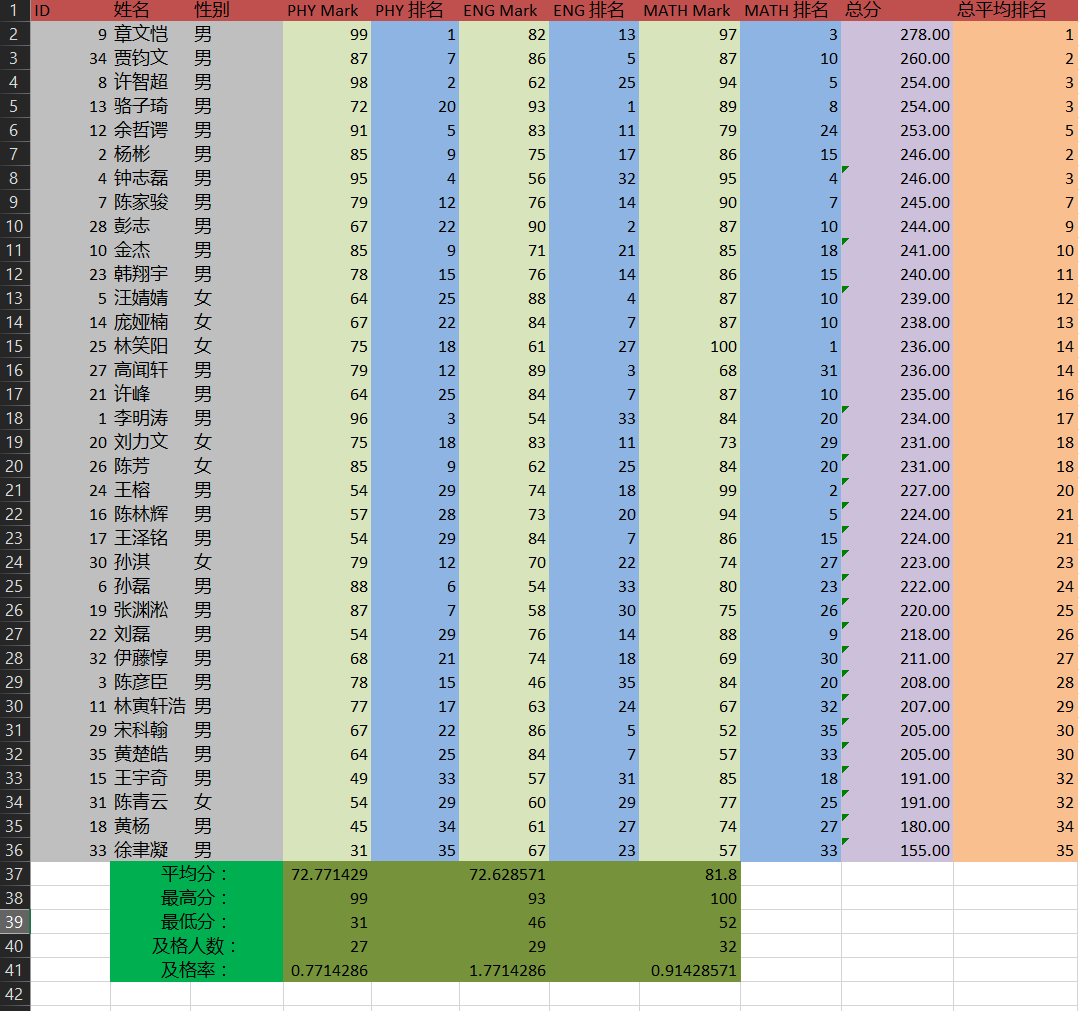 1 ID 姓名 性别 PHY Mark PHY 排名 ENG Mark ENG 排名 MATH Mark MATH 排名 总分 总平均排名
2 9 章文恺 男 99 1 82 13 97 3 278.00 1
3 34 贾钧文 男 87 7 86 5 87 10 260.00 2
4 8 许智超 男 98 2 62 25 94 5 254.00 3
5 13 骆子琦 男 72 20 93 1 89 8 254.00 3
6 12 余哲谔 男 91 5 83 11 79 24 253.00 5
7 2 杨彬 男 85 9 75 17 86 15 246.00 2
8 4 钟志磊 男 95 4 56 32 95 4 246.00 3
9 7 陈家骏 男 79 12 76 14 90 7 245.00 7
10 28 彭志 男 67 22 90 2 87 10 244.00 9
11 10 金杰 男 85 9 71 21 85 18 241.00 10
12 23 韩翔宇 男 78 15 76 14 86 15 240.00 11
13 5 汪婧婧 女 64 25 88 4 87 10 239.00 12
14 14 庞娅楠 女 67 22 84 7 87 10 238.00 13
15 25 林笑阳 女 75 18 61 27 100 1 236.00 14
16 27 高闻轩 男 79 12 89 3 68 31 236.00 14
17 21 许峰 男 64 25 84 7 87 10 235.00 16
18 1 李明涛 男 96 3 54 33 84 20 234.00 17
19 20 刘力文 女 75 18 83 11 73 29 231.00 18
20 26 陈芳 女 85 9 62 25 84 20 231.00 18
21 24 王榕 男 54 29 74 18 99 2 227.00 20
22 16 陈林辉 男 57 28 73 20 94 5 224.00 21
23 17 王泽铭 男 54 29 84 7 86 15 224.00 21
24 30 孙淇 女 79 12 70 22 74 27 223.00 23
25 6 孙磊 男 88 6 54 33 80 23 222.00 24
26 19 张渊淞 男 87 7 58 30 75 26 220.00 25
27 22 刘磊 男 54 29 76 14 88 9 218.00 26
28 32 伊藤惇 男 68 21 74 18 69 30 211.00 27
29 3 陈彦臣 男 78 15 46 35 84 20 208.00 28
30 11 林寅轩浩 男 77 17 63 24 67 32 207.00 29
31 29 宋科翰 男 67 22 86 5 52 35 205.00 30
32 35 黄楚皓 男 64 25 84 7 57 33 205.00 30
33 15 王宇奇 男 49 33 57 31 85 18 191.00 32
34 31 陈青云 女 54 29 60 29 77 25 191.00 32
35 18 黄杨 男 45 34 61 27 74 27 180.00 34
36 33 徐聿凝 男 31 35 67 23 57 33 155.00 35
37 平均分： 72.771429 72.628571 81.8
38 最高分： 99 93 100
39 最低分： 31 46 52
40 及格人数： 27 29 32
41 及格率： 0.7714286 1.7714286 0.91428571
42